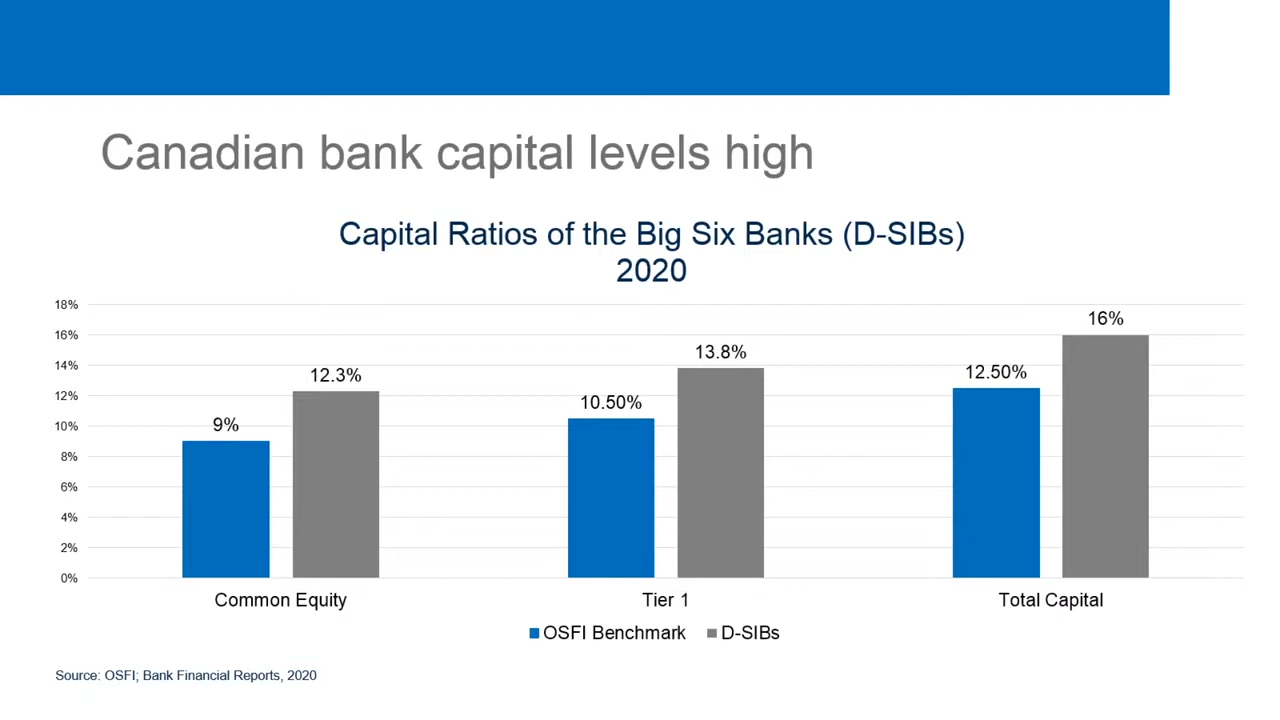 Canadian bank capital levels high
Capital Ratios of the Big Six Banks (D-SIBs)
2020
18%
16%
14%
12%
10%
8%
6%
4%
2%
0%
9%
12.3%
10.50%
13.8%
12.50%
16%
Common Equity
Tier 1
Total Capital
OSFI Benchmark
D-SIBs
Source: OSFI; Bank Financial Reports, 2020